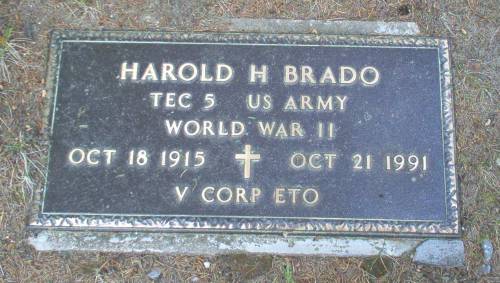 HAROLD H BRADO
TEC 5 US ARMY
WORLD WAR II
OCT 18 1915 OCT 21 1991
V CORP ETO